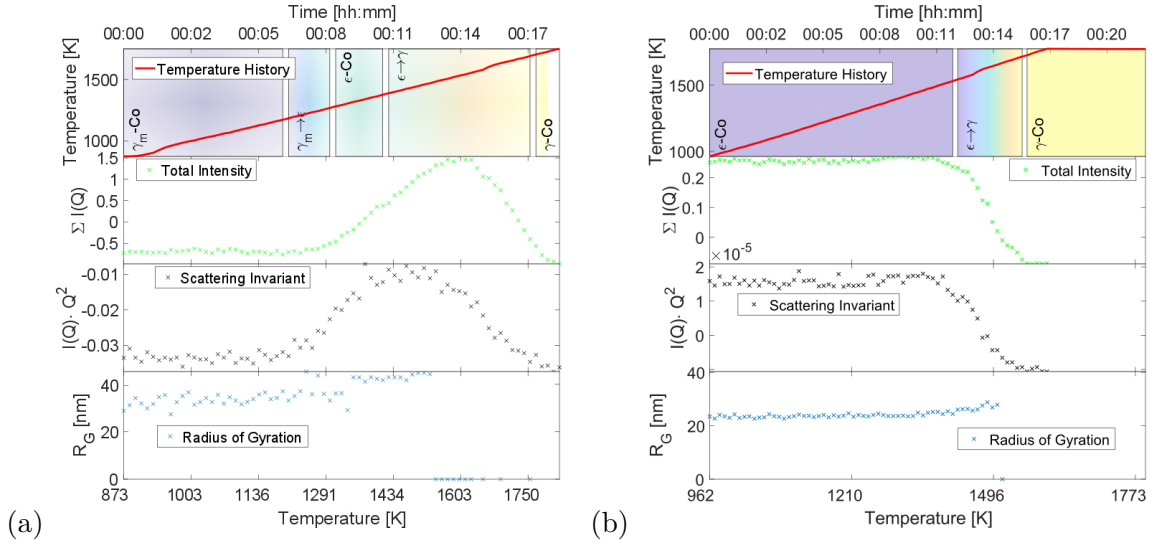 Time [hh:mm]
00:00 00:02 00:05 00:07 00:10 00:11 00:14 00:17
Temperature [K]
1500
1000
Temperature History
γm-Co
γm→ε
ε-Co
ε→γ
γ-Co
Σ I(Q)
1.5
1
0.5
0
-0.5
Total Intensity
I(Q)· Q²
-0.01
-0.02
-0.03
Scattering Invariant
R_G [nm]
40
20
0
Radius of Gyration
873 1003 1136 1291 1434 1603 1750
Temperature [K]
(a)
Time [hh:mm]
00:00 00:02 00:05 00:08 00:11 00:14 00:17 00:20
Temperature [K]
1500
1000
Temperature History
ε-Co
ε→γ
γ-Co
Σ I(Q)
0.2
0.1
0
Total Intensity
× 10⁻⁵
I(Q)· Q²
2
1
0
Scattering Invariant
R_G [nm]
40
20
0
Radius of Gyration
962 1210 1496 1773
Temperature [K]
(b)